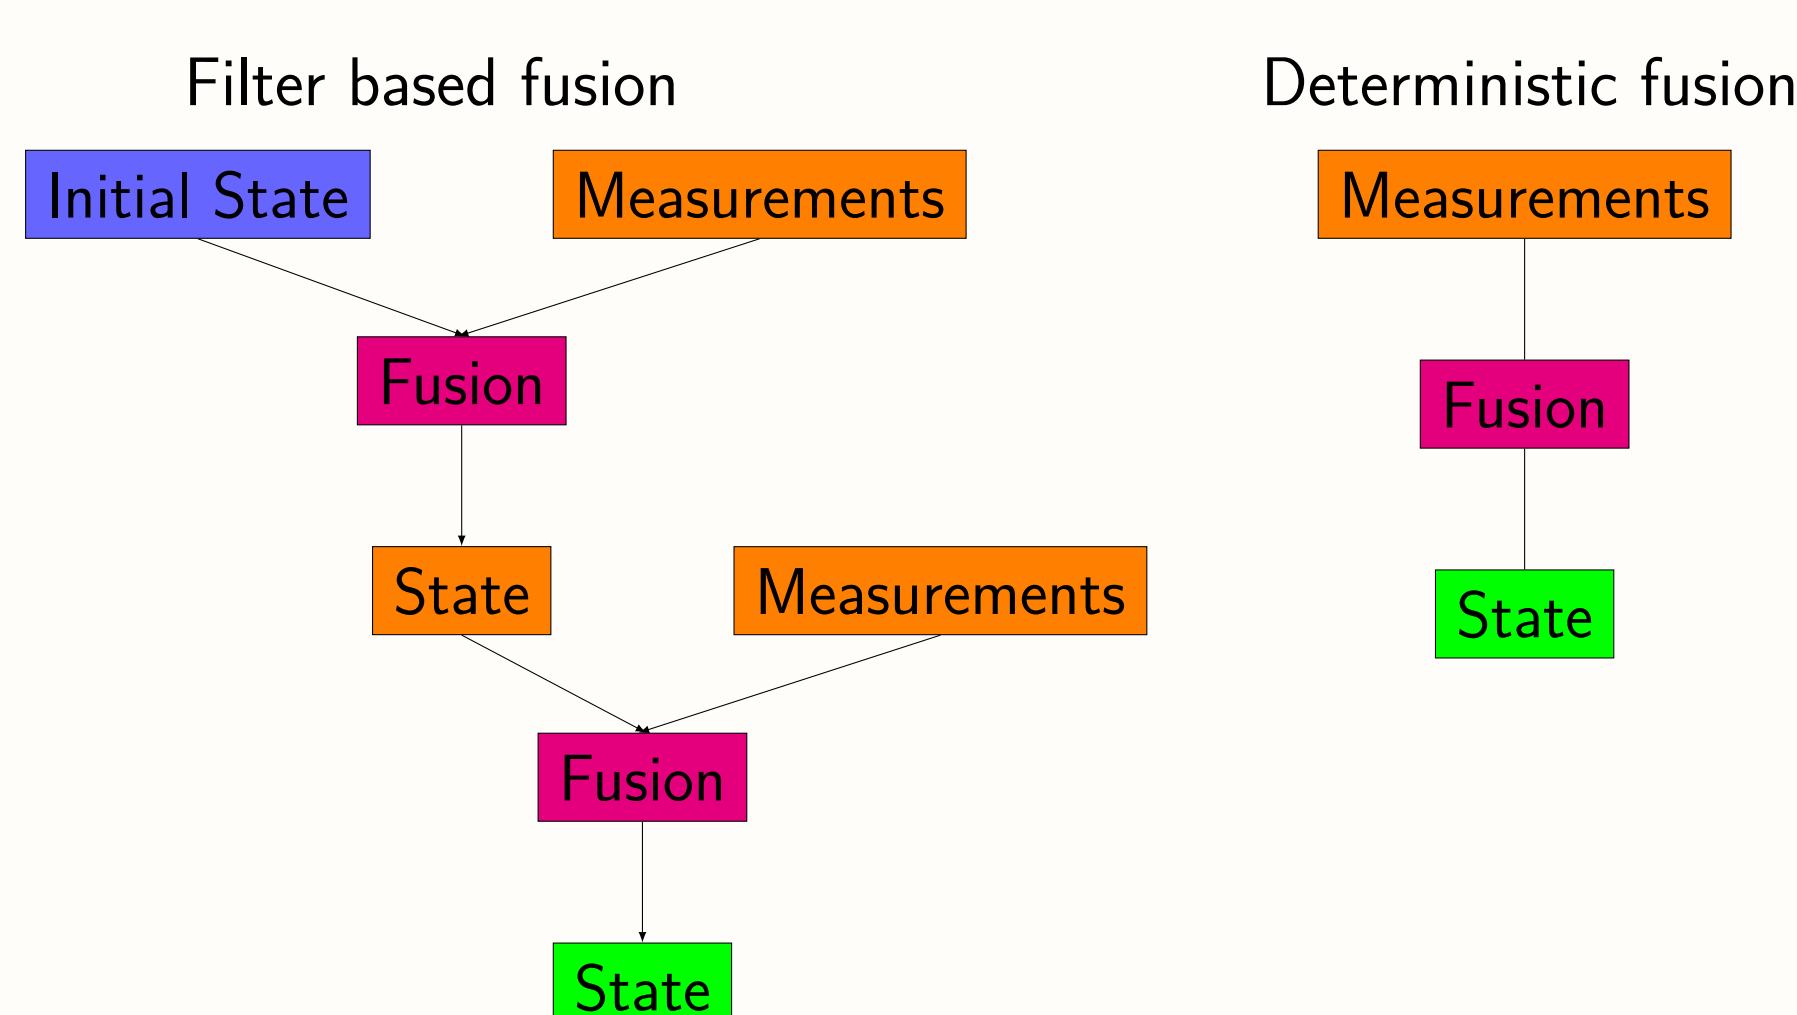 Filter based fusion
Initial State
Measurements
Fusion
State
Measurements
Fusion
State
Deterministic fusion
Measurements
Fusion
State